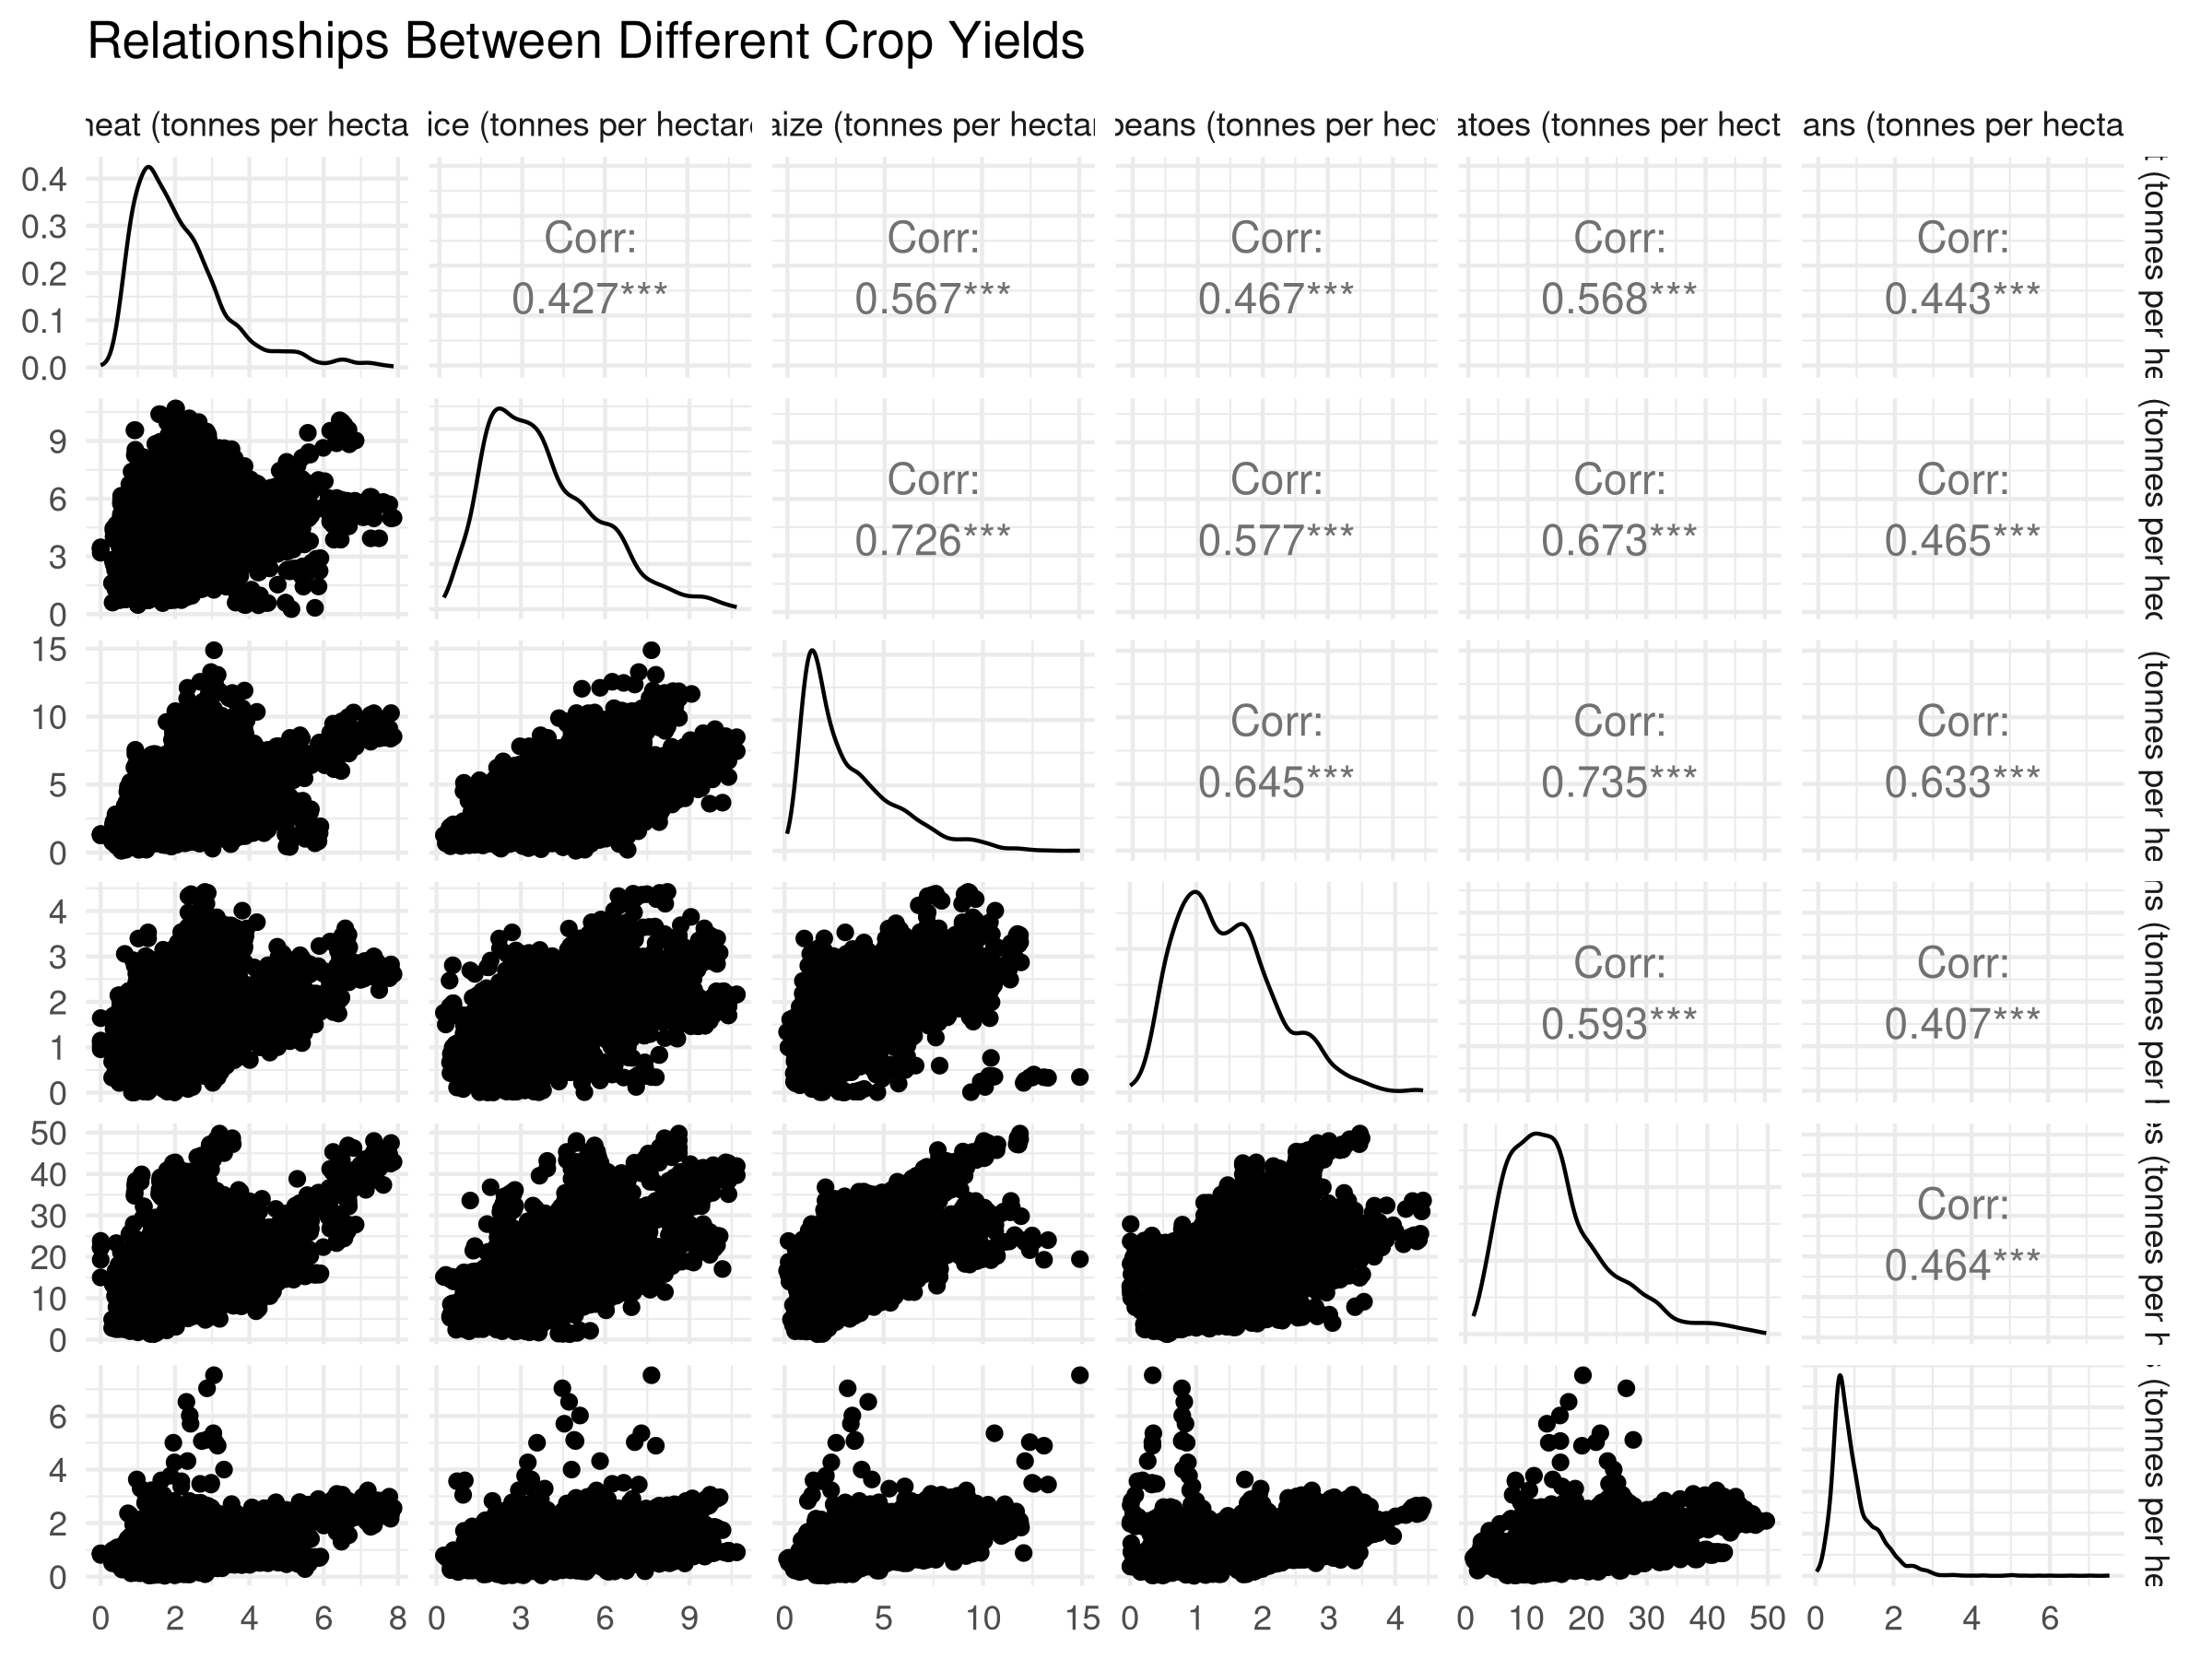 Relationships Between Different Crop Yields
heat (tonnes per hecta
ice (tonnes per hectar
aize (tonnes per hectar
beans (tonnes per hec
atoes (tonnes per hect
ans (tonnes per hecta
0.4
0.3
0.2
0.1
0.0
Corr:
0.427***
Corr:
0.567***
Corr:
0.467***
Corr:
0.568***
Corr:
0.443***
t (tonnes per he
9
6
3
0
Corr:
0.726***
Corr:
0.577***
Corr:
0.673***
Corr:
0.465***
(tonnes per hec
15
10
5
0
Corr:
0.645***
Corr:
0.735***
Corr:
0.633***
(tonnes per he
4
3
2
1
0
Corr:
0.593***
Corr:
0.407***
ns (tonnes per
50
40
30
20
10
0
Corr:
0.464***
s (tonnes per h
6
4
2
0
(tonnes per he
0 2 4 6 8
0 3 6 9
0 5 10 15
0 1 2 3 4
0 10 20 30 40 50
0 2 4 6